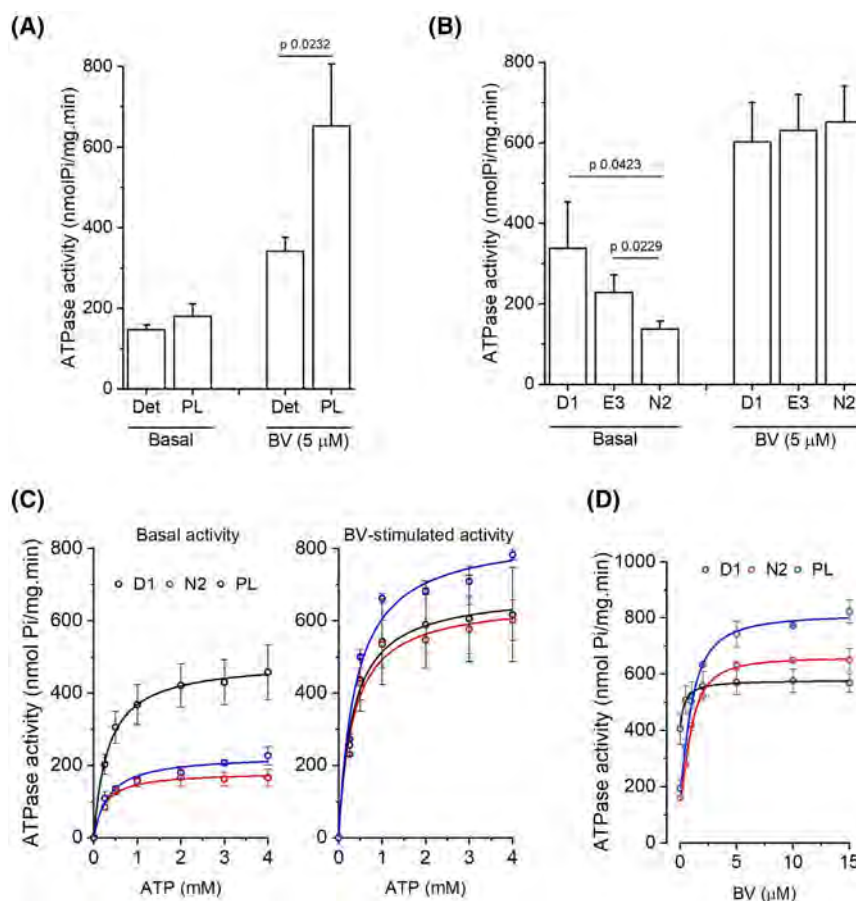 (A)
p 0.0232
ATPase activity (nmolPi/mg.min)
800
600
400
200
0
Det PL Det PL
Basal BV (5 µM)
(B)
p 0.0423
p 0.0229
ATPase activity (nmolPi/mg.min)
800
600
400
200
0
D1 E3 N2 D1 E3 N2
Basal BV (5 µM)
(C)
Basal activity
D1 N2 PL
ATPase activity (nmol Pi/mg.min)
800
600
400
200
0
0 1 2 3 4
ATP (mM)
BV-stimulated activity
800
600
400
200
0
0 1 2 3 4
ATP (mM)
(D)
D1 N2 PL
ATPase activity (nmol Pi/mg.min)
1000
800
600
400
200
0
0 5 10 15
BV (µM)